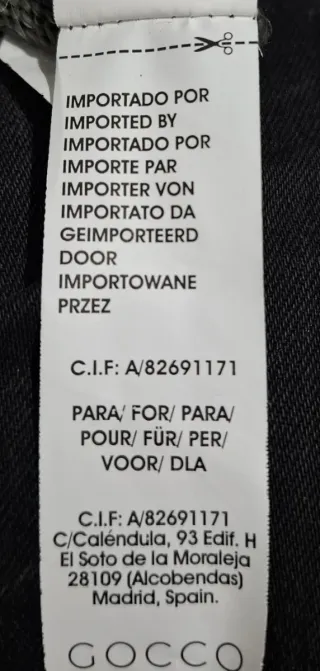 IMPORTADO POR
IMPORTED BY
IMPORTADO POR
IMPORTE PAR
IMPORTER VON
IMPORTATO DA
GEIMPORTEERD
DOOR
IMPORTOWANE
PRZEZ
C.I.F: A/82691171
PARA/ FOR/ PARA/
POUR/ FÜR/ PER/
VOOR/ DLA
C.I.F: A/82691171
C/Caléndula, 93 Edif. H
El Soto de la Moraleja
28109 (Alcobendas)
Madrid, Spain.
GOCCO